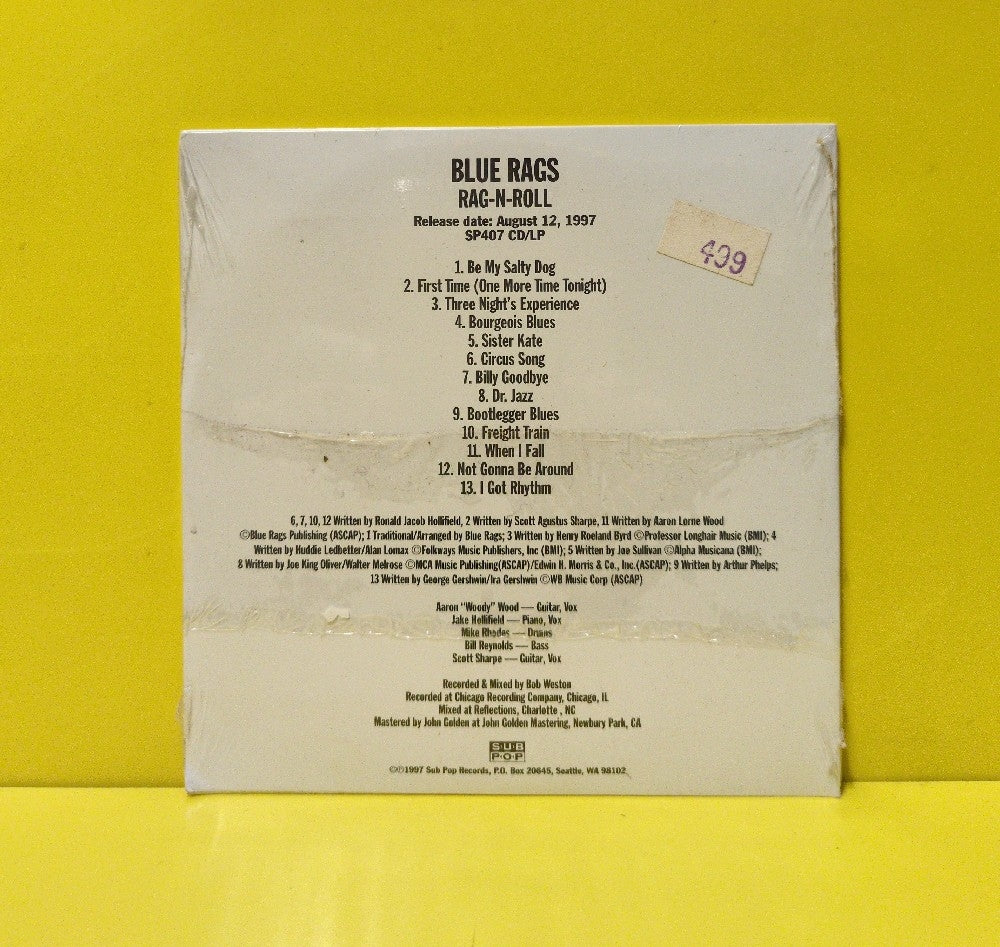 BLUE RAGS
RAG-N-ROLL
Release date: August 12, 1997
SP407 CD/LP
499
1. Be My Salty Dog
2. First Time (One More Time Tonight)
3. Three Night's Experience
4. Bourgeois Blues
5. Sister Kate
6. Circus Song
7. Billy Goodbye
8. Dr. Jazz
9. Bootlegger Blues
10. Freight Train
11. When I Fall
12. Not Gonna Be Around
13. I Got Rhythm
6, 7, 10, 12 Written by Ronald Jacob Hollifield, 2 Written by Scott Agustus Sharpe, 11 Written by Aaron Lorne Wood
©Blue Rags Publishing (ASCAP); 1 Traditional/Arranged by Blue Rags; 3 Written by Henry Roeland Byrd ©Professor Longhair Music (BMI); 4
Written by Huddie Ledbetter/Alan Lomax ©Folkways Music Publishers, Inc (BMI); 5 Written by Joe Sullivan ©Alpha Musicana (BMI);
8 Written by Joe King Oliver/Walter Melrose ©MCA Music Publishing(ASCAP)/Edwin H. Morris & Co., Inc.(ASCAP); 9 Written by Arthur Phelps;
13 Written by George Gershwin/Ira Gershwin ©WB Music Corp (ASCAP)
Aaron "Woody" Wood — Guitar, Vox
Jake Hollifield — Piano, Vox
Mike Rhodes — Drums
Bill Reynolds — Bass
Scott Sharpe — Guitar, Vox
Recorded & Mixed by Bob Weston
Recorded at Chicago Recording Company, Chicago, IL
Mixed at Reflections, Charlotte , NC
Mastered by John Golden at John Golden Mastering, Newbury Park, CA
SUB
POP
©℗1997 Sub Pop Records, P.O. Box 20645, Seattle, WA 98102